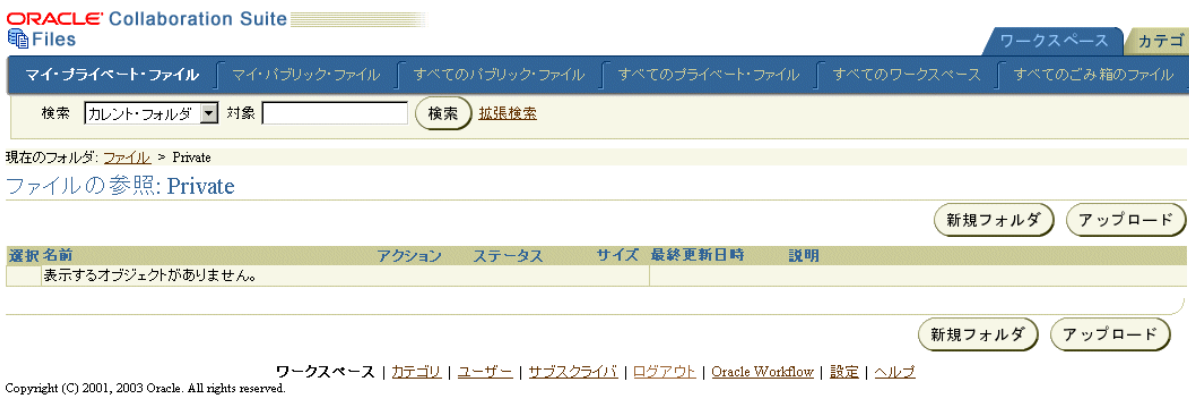 ORACLE Collaboration Suite
Files
ワークスペース カテゴ
マイ・プライベート・ファイル マイ・パブリック・ファイル すべてのパブリック・ファイル すべてのプライベート・ファイル すべてのワークスペース すべてのごみ箱のファイル
検索 カレント・フォルダ 対象 検索 拡張検索
現在のフォルダ: ファイル > Private
ファイルの参照: Private
新規フォルダ アップロード
選択 名前 アクション ステータス サイズ 最終更新日時 説明
表示するオブジェクトがありません。
新規フォルダ アップロード
ワークスペース | カテゴリ | ユーザー | サブスクライバ | ログアウト | Oracle Workflow | 設定 | ヘルプ
Copyright (C) 2001, 2003 Oracle. All rights reserved.